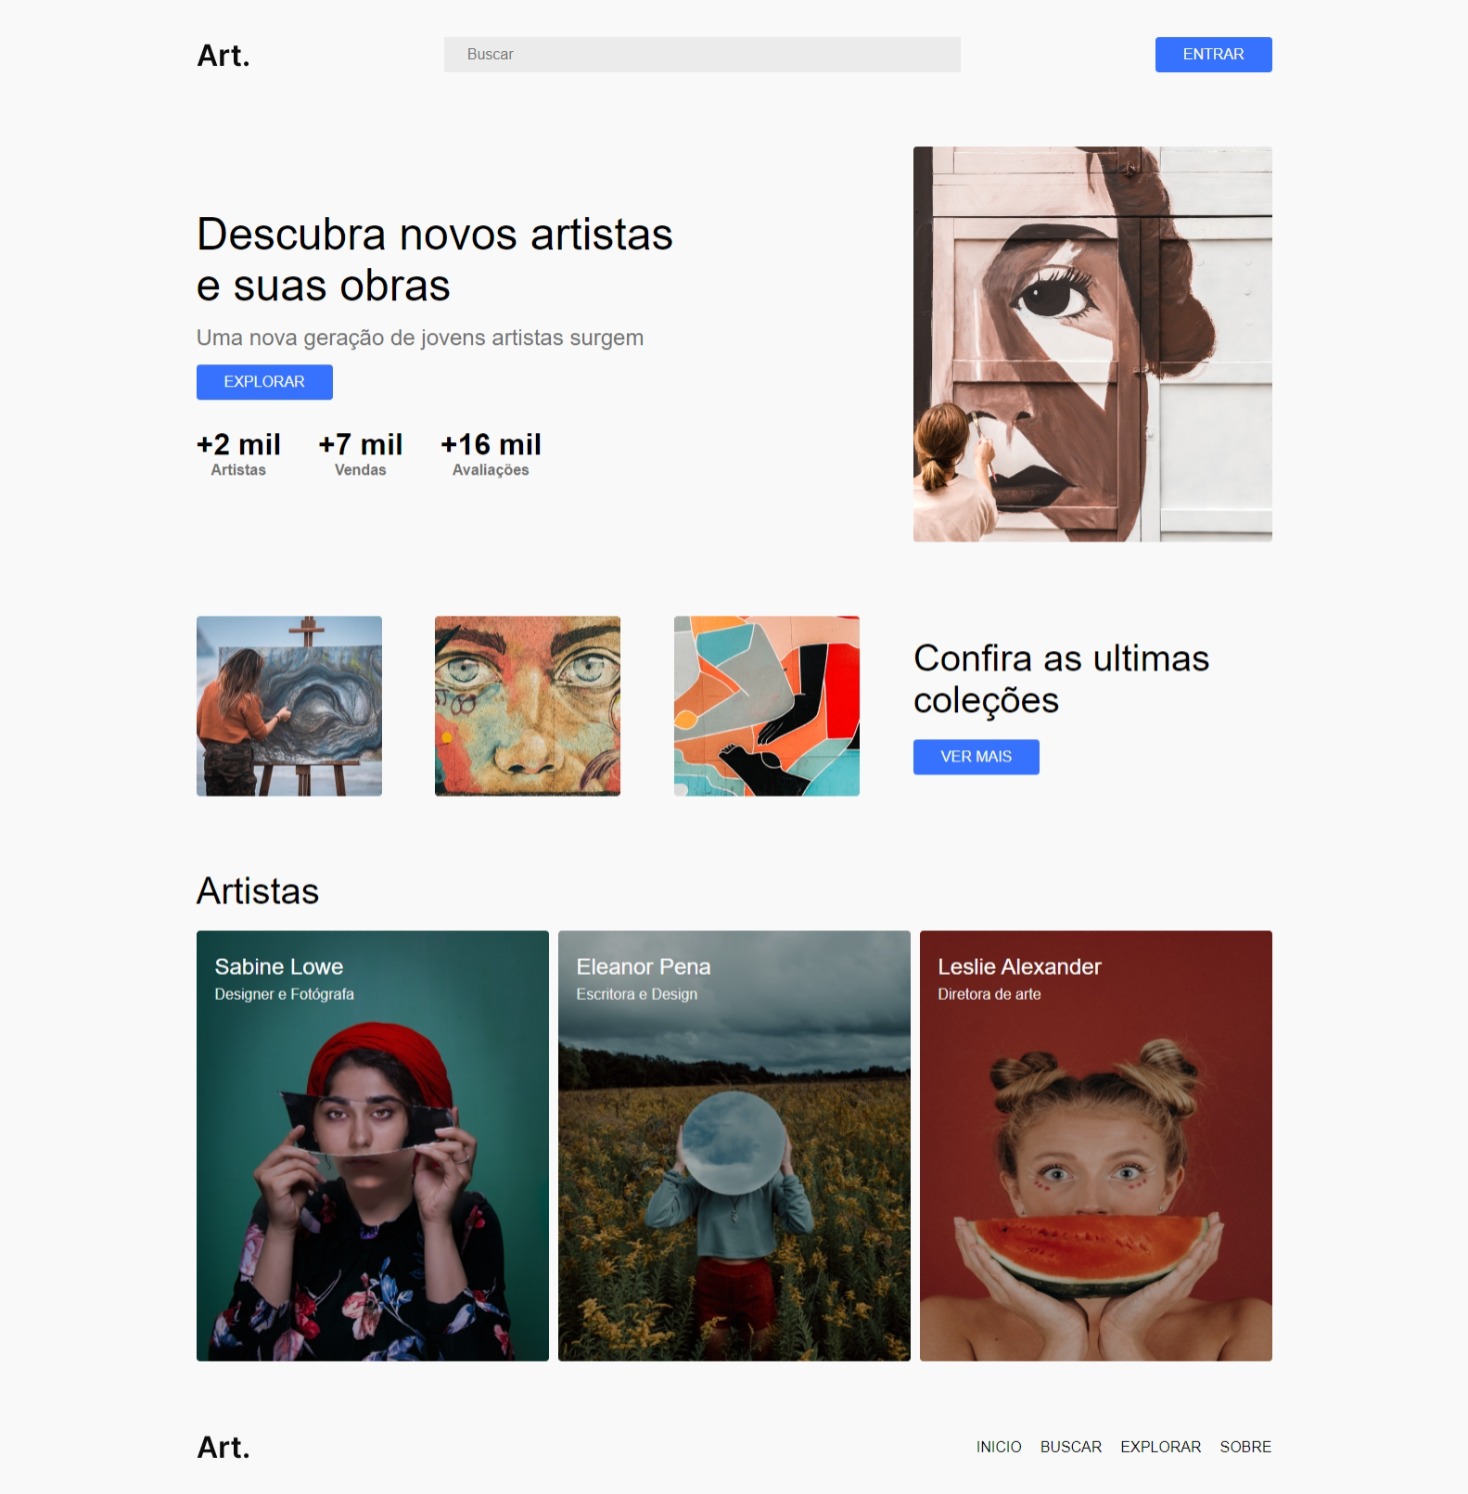 Art.
Buscar
ENTRAR
Descubra novos artistas
e suas obras
Uma nova geração de jovens artistas surgem
EXPLORAR
+2 mil
Artistas
+7 mil
Vendas
+16 mil
Avaliações
Confira as ultimas
coleções
VER MAIS
Artistas
Sabine Lowe
Designer e Fotógrafa
Eleanor Pena
Escritora e Design
Leslie Alexander
Diretora de arte
Art.
INICIO
BUSCAR
EXPLORAR
SOBRE